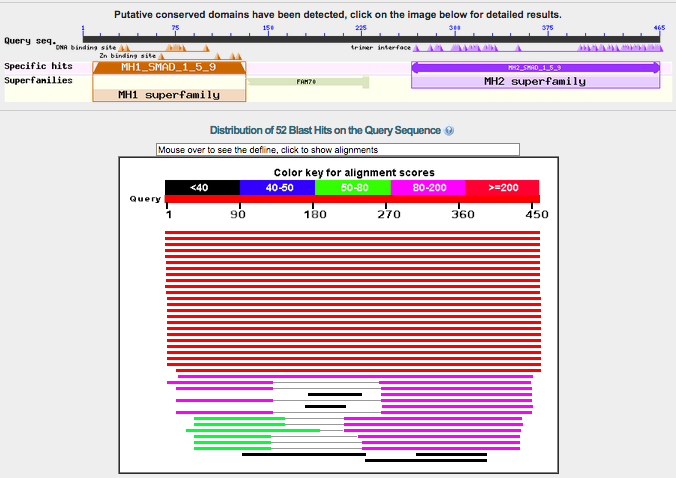 Putative conserved domains have been detected, click on the image below for detailed results.
1 75 150 225 300 375 465
Query seq.
DNA binding site
Zn binding site
trimer interface
Specific hits
MH1_SMAD_1_5_9
MH2_SMAD_1_5_9
Superfamilies
FAM70
MH1 superfamily
MH2 superfamily
Distribution of 52 Blast Hits on the Query Sequence
Mouse over to see the defline, click to show alignments
Color key for alignment scores
<40 40-50 50-80 80-200 >=200
Query
1 90 180 270 360 450